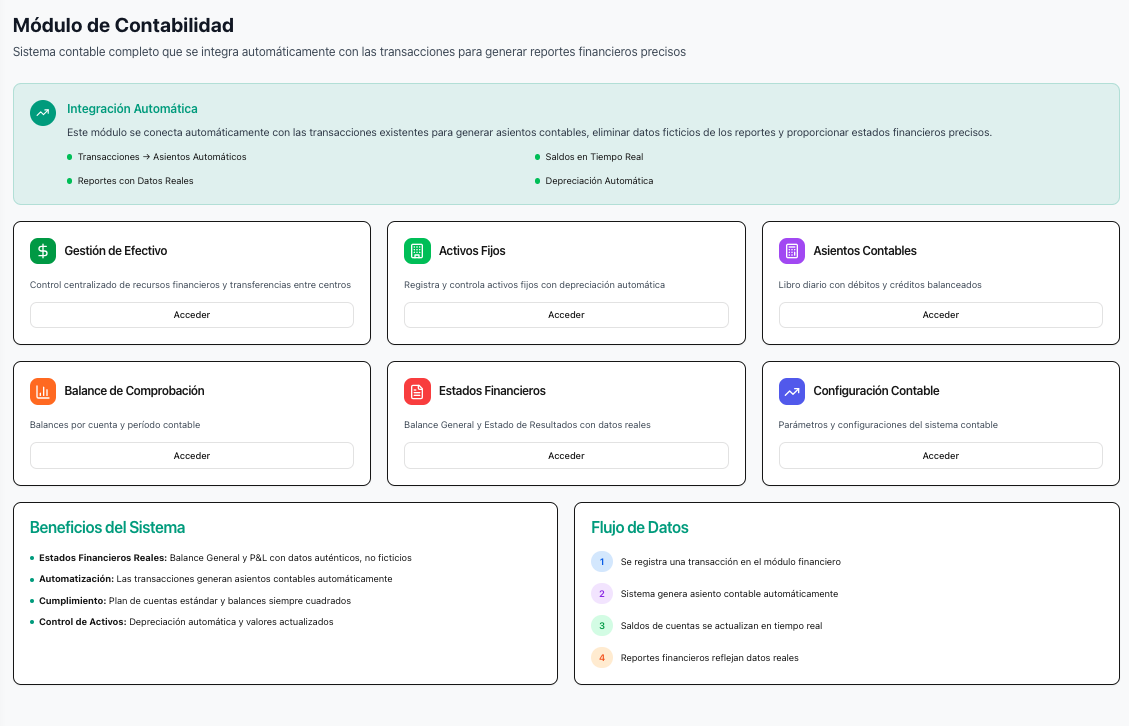 Módulo de Contabilidad
Sistema contable completo que se integra automáticamente con las transacciones para generar reportes financieros precisos
Integración Automática
Este módulo se conecta automáticamente con las transacciones existentes para generar asientos contables, eliminar datos ficticios de los reportes y proporcionar estados financieros precisos.
Transacciones → Asientos Automáticos
Saldos en Tiempo Real
Reportes con Datos Reales
Depreciación Automática
Gestión de Efectivo
Control centralizado de recursos financieros y transferencias entre centros
Acceder
Activos Fijos
Registra y controla activos fijos con depreciación automática
Acceder
Asientos Contables
Libro diario con débitos y créditos balanceados
Acceder
Balance de Comprobación
Balances por cuenta y período contable
Acceder
Estados Financieros
Balance General y Estado de Resultados con datos reales
Acceder
Configuración Contable
Parámetros y configuraciones del sistema contable
Acceder
Beneficios del Sistema
Estados Financieros Reales: Balance General y P&L con datos auténticos, no ficticios
Automatización: Las transacciones generan asientos contables automáticamente
Cumplimiento: Plan de cuentas estándar y balances siempre cuadrados
Control de Activos: Depreciación automática y valores actualizados
Flujo de Datos
1 Se registra una transacción en el módulo financiero
2 Sistema genera asiento contable automáticamente
3 Saldos de cuentas se actualizan en tiempo real
4 Reportes financieros reflejan datos reales